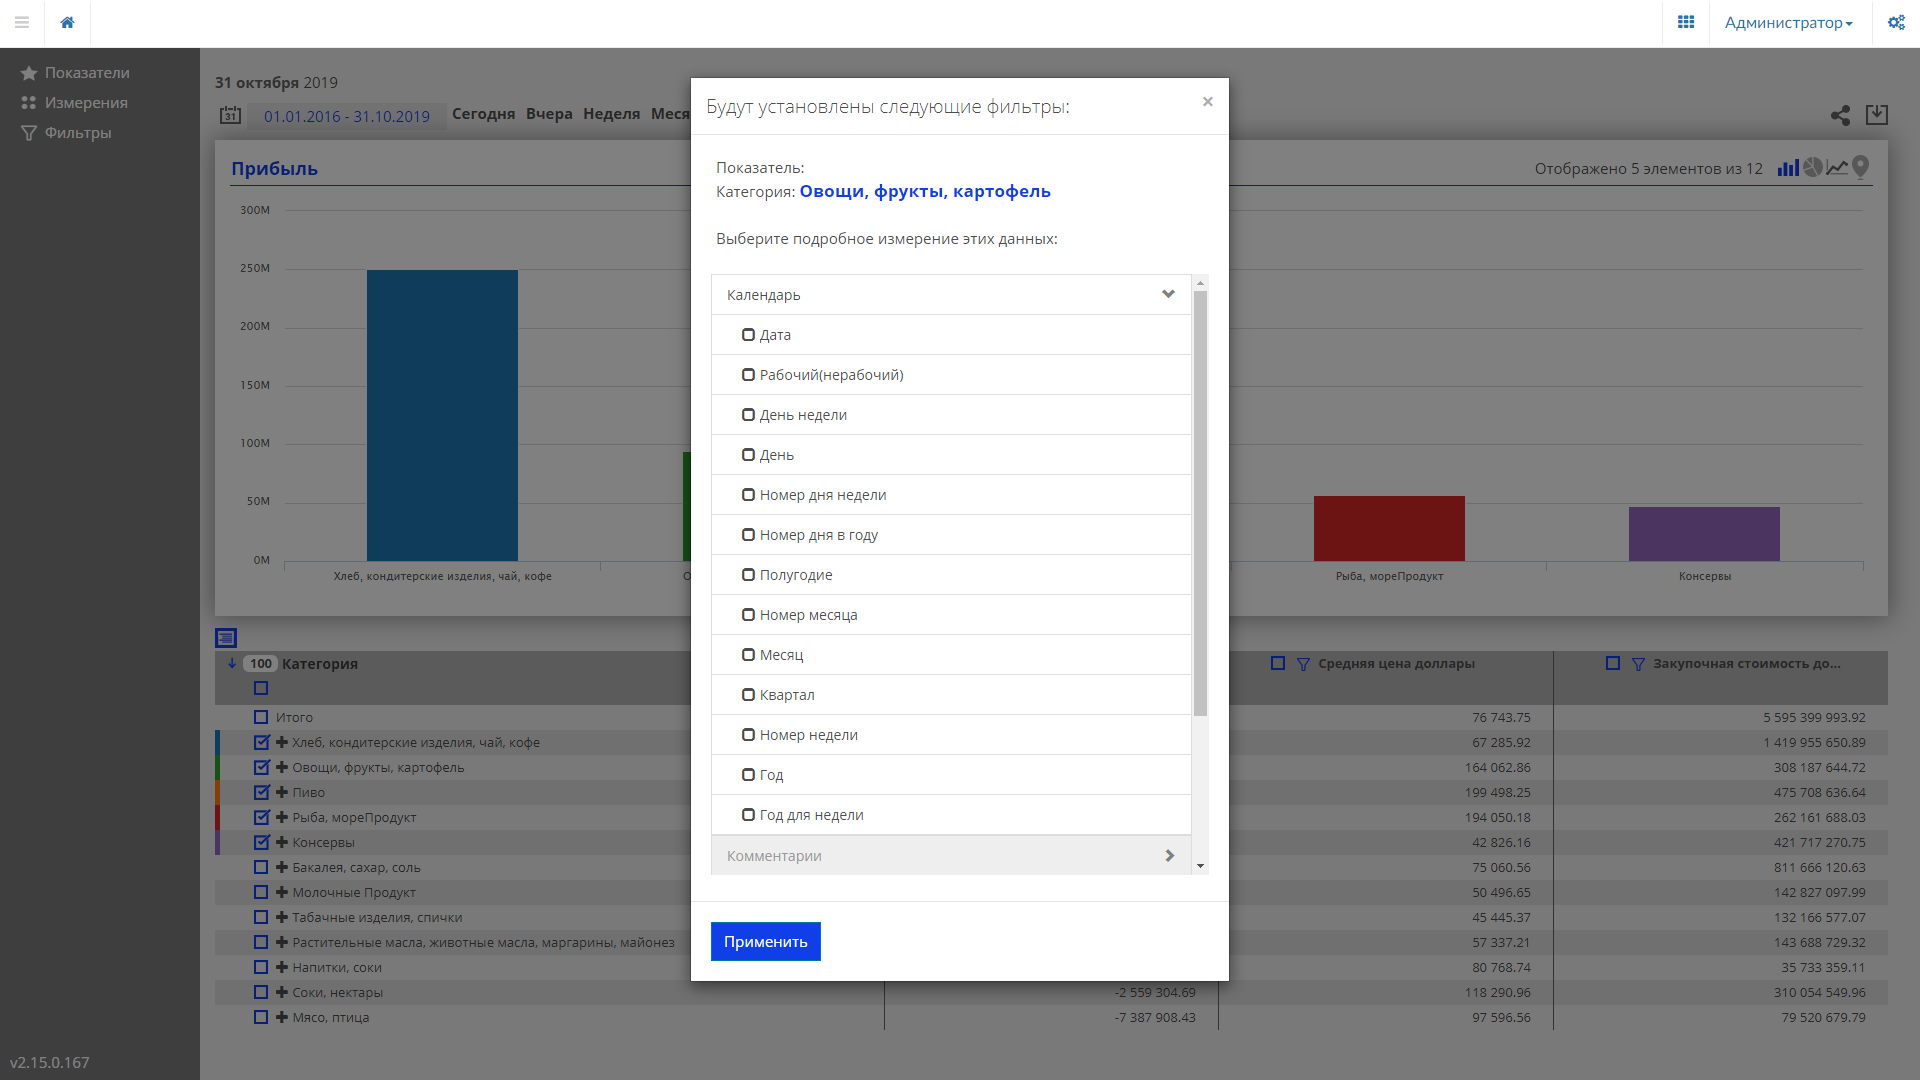 Администратор
Показатели
Измерения
Фильтры
31 октября 2019
31 01.01.2016 - 31.10.2019 Сегодня Вчера Неделя Меся
Прибыль
Отображено 5 элементов из 12
300M
250M
200M
150M
100M
50M
0M
Хлеб, кондитерские изделия, чай, кофе
О
Рыба, мореПродукт
Консервы
Будут установлены следующие фильтры:
×
Показатель:
Категория: Овощи, фрукты, картофель
Выберите подробное измерение этих данных:
Календарь
Дата
Рабочий(нерабочий)
День недели
День
Номер дня недели
Номер дня в году
Полугодие
Номер месяца
Месяц
Квартал
Номер недели
Год
Год для недели
Комментарии
Применить
100 Категория Средняя цена доллары Закупочная стоимость до...
Итого 76 743.75 5 595 399 993.92
Хлеб, кондитерские изделия, чай, кофе 67 285.92 1 419 955 650.89
Овощи, фрукты, картофель 164 062.86 308 187 644.72
Пиво 199 498.25 475 708 636.64
Рыба, мореПродукт 194 050.18 262 161 688.03
Консервы 42 826.16 421 717 270.75
Бакалея, сахар, соль 75 060.56 811 666 120.63
Молочные Продукт 50 496.65 142 827 097.99
Табачные изделия, спички 45 445.37 132 166 577.07
Растительные масла, животные масла, маргарины, майонез 57 337.21 143 688 729.32
Напитки, соки 80 768.74 35 733 359.11
Соки, нектары -2 559 304.69 118 290.96 310 054 549.96
Мясо, птица -7 387 908.43 97 596.56 79 520 679.79
v2.15.0.167